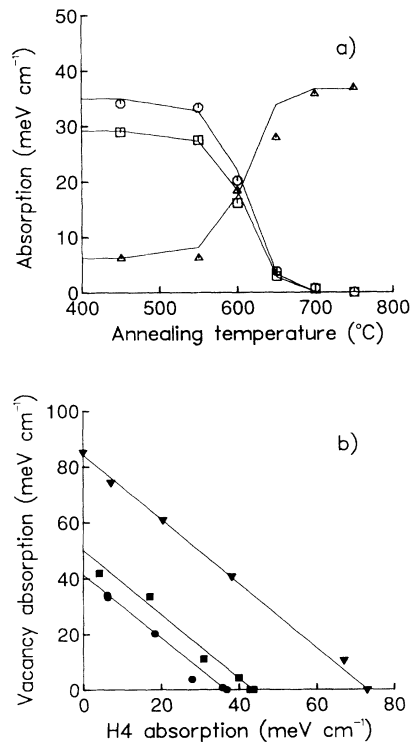 50
40
30
20
10
0
Absorption (meV cm⁻¹)
a)
400 500 600 700 800
Annealing temperature (°C)
100
80
60
40
20
0
Vacancy absorption (meV cm⁻¹)
b)
0 20 40 60 80
H4 absorption (meV cm⁻¹)